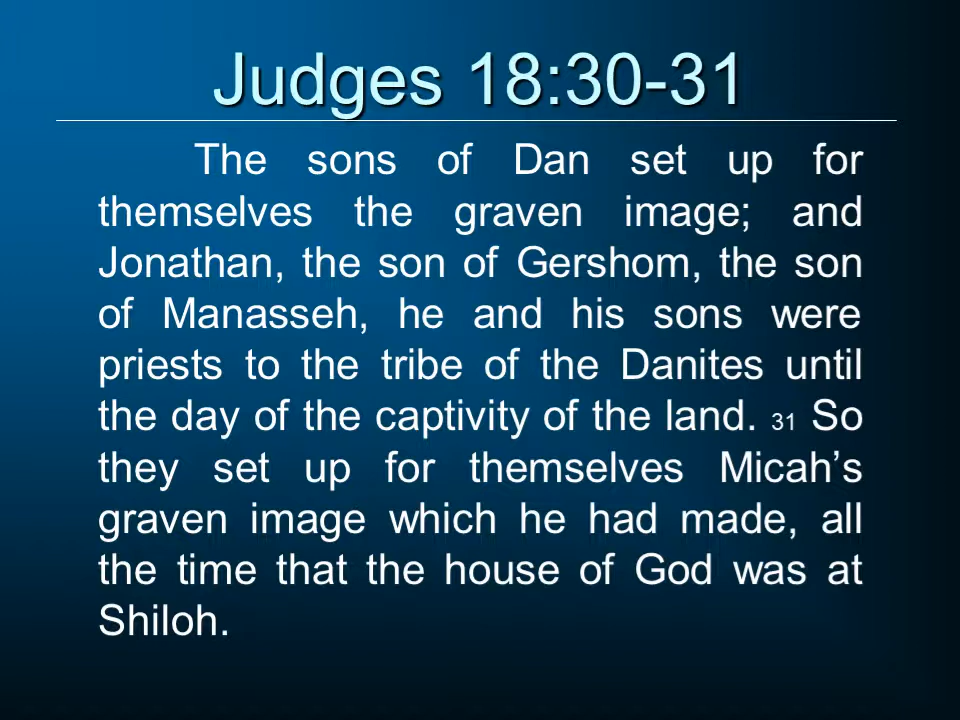 Judges 18:30-31
The sons of Dan set up for
themselves the graven image; and
Jonathan, the son of Gershom, the son
of Manasseh, he and his sons were
priests to the tribe of the Danites until
the day of the captivity of the land. 31 So
they set up for themselves Micah’s
graven image which he had made, all
the time that the house of God was at
Shiloh.